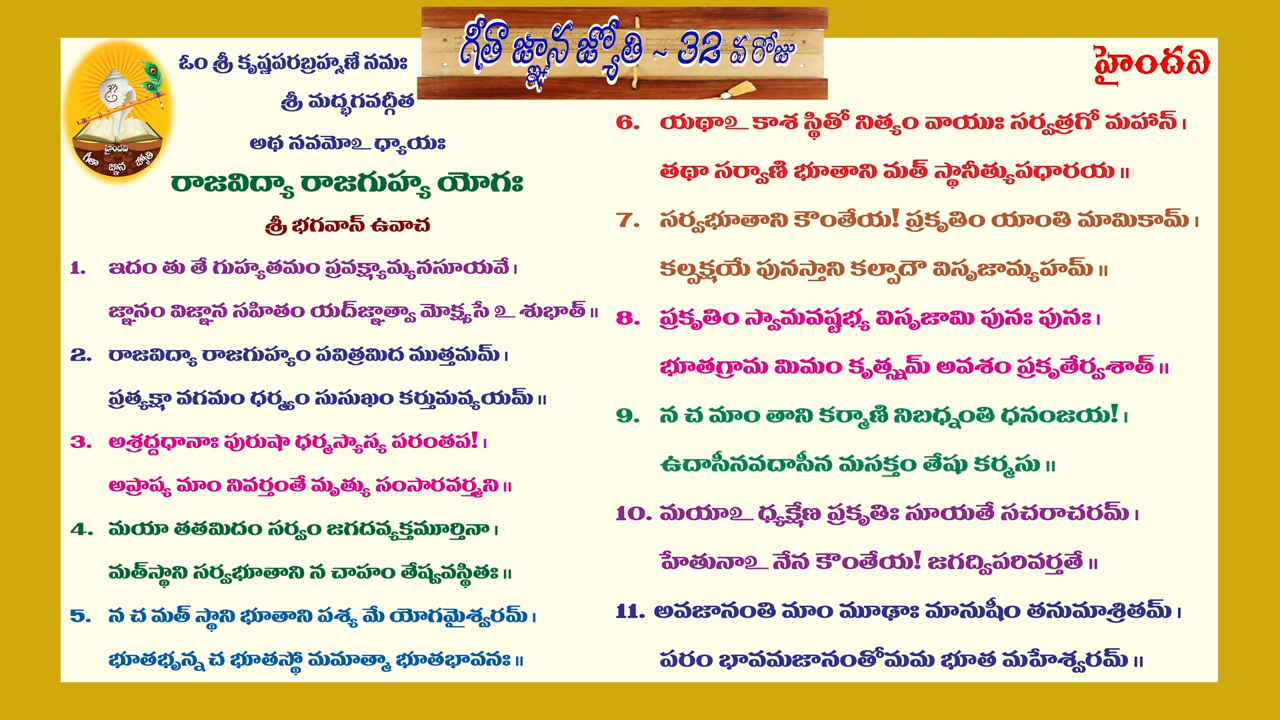 గీతా జ్ఞాన జ్యోతి ~ 32 వ రోజు
హైందవి
ఓం శ్రీ కృష్ణపరబ్రహ్మణే నమః
శ్రీ మద్భగవద్గీత
అథ నవమోఽధ్యాయః
రాజవిద్యా రాజగుహ్య యోగః
శ్రీ భగవాన్ ఉవాచ
హైందవి
గీతా జ్ఞాన జ్యోతి
1. ఇదం తు తే గుహ్యతమం ప్రవక్ష్యామ్యనసూయవే।
జ్ఞానం విజ్ఞాన సహితం యద్‌జ్ఞాత్వా మోక్ష్యసే ఽ శుభాత్॥
2. రాజవిద్యా రాజగుహ్యం పవిత్రమిద ముత్తమమ్।
ప్రత్యక్షా వగమం ధర్మ్యం సుసుఖం కర్తుమవ్యయమ్॥
3. అశ్రద్దధానాః పురుషా ధర్మస్యాస్య పరంతప!।
అప్రాప్య మాం నివర్తంతే మృత్యు సంసారవర్త్మని॥
4. మయా తతమిదం సర్వం జగదవ్యక్తమూర్తినా।
మత్‌స్థాని సర్వభూతాని న చాహం తేష్వవస్థితః॥
5. న చ మత్ స్థాని భూతాని పశ్య మే యోగమైశ్వరమ్।
భూతభృన్న చ భూతస్థో మమాత్మా భూతభావనః॥
6. యథాఽ కాశ స్థితో నిత్యం వాయుః సర్వత్రగో మహాన్।
తథా సర్వాణి భూతాని మత్ స్థానీత్యుపధారయ॥
7. సర్వభూతాని కౌంతేయ! ప్రకృతిం యాంతి మామికామ్।
కల్పక్షయే పునస్తాని కల్పాదౌ విసృజామ్యహమ్॥
8. ప్రకృతిం స్వామవష్టభ్య విసృజామి పునః పునః।
భూతగ్రామ మిమం కృత్స్నమ్ అవశం ప్రకృతేర్వశాత్॥
9. న చ మాం తాని కర్మాణి నిబధ్నంతి ధనంజయ!।
ఉదాసీనవదాసీన మసక్తం తేషు కర్మసు॥
10. మయాఽ ధ్యక్షేణ ప్రకృతిః సూయతే సచరాచరమ్।
హేతునాఽ నేన కౌంతేయ! జగద్విపరివర్తతే॥
11. అవజానంతి మాం మూఢాః మానుషీం తనుమాశ్రితమ్।
పరం భావమజానంతోమమ భూత మహేశ్వరమ్॥